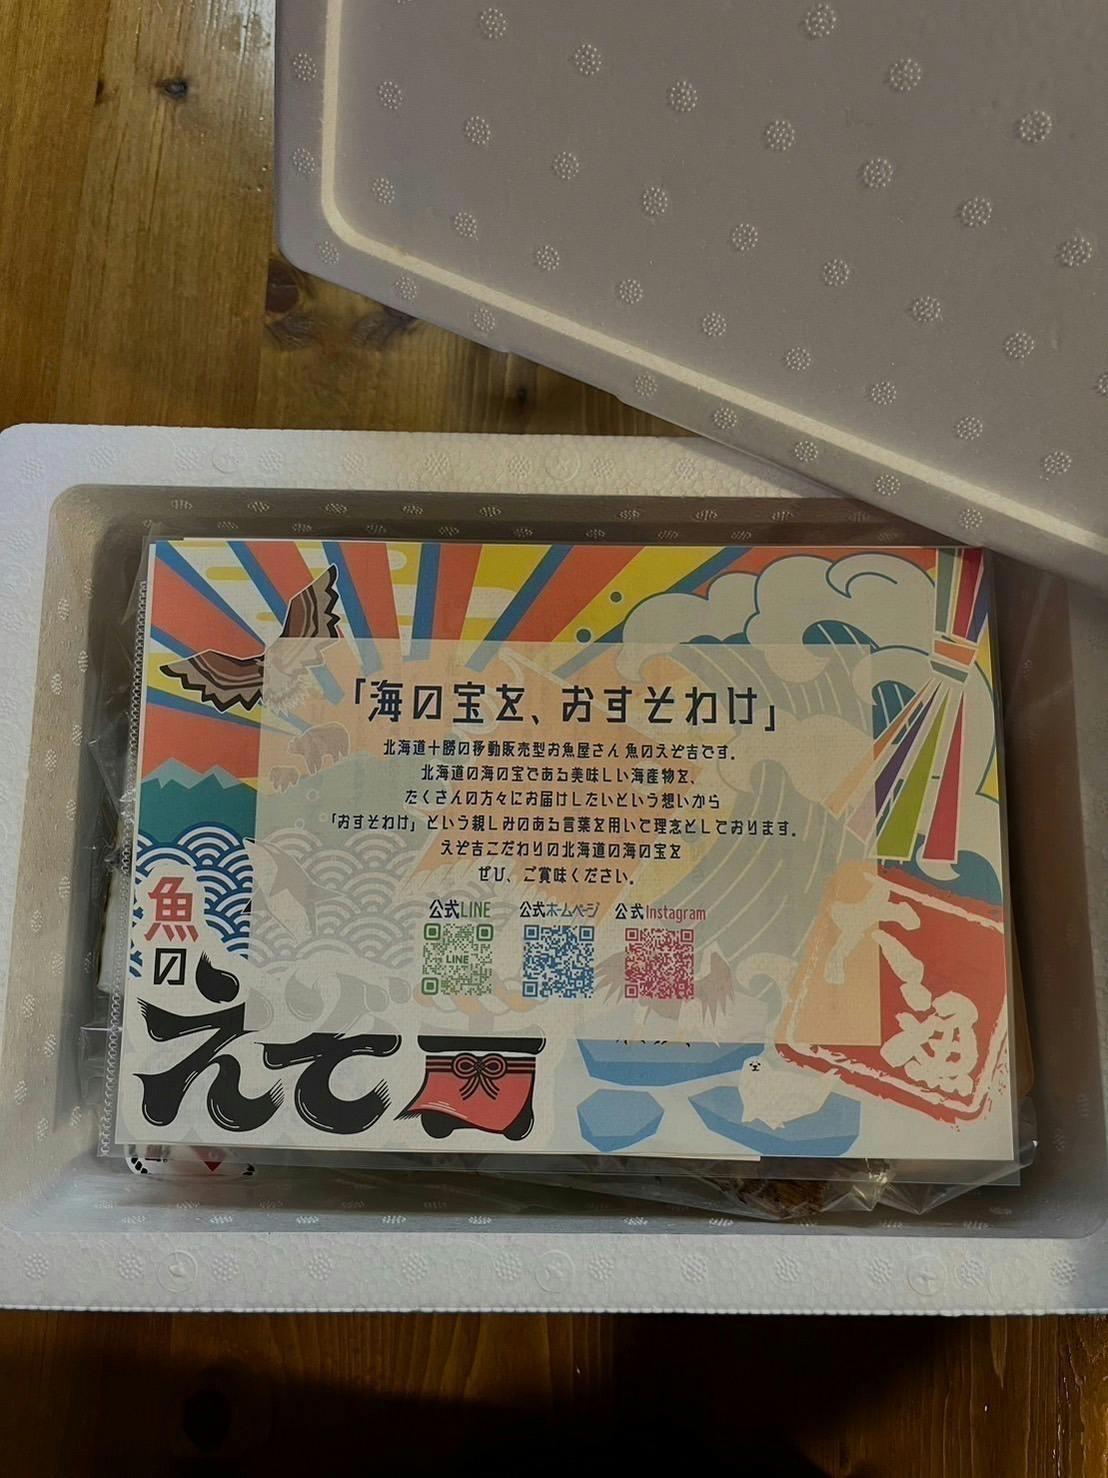 「海の宝を、おすそわけ」
北海道十勝の移動販売型お魚屋さん 魚のえぞ吉です。
北海道の海の宝である美味しい海産物を、
たくさんの方々にお届けしたいという想いから
「おすそわけ」という親しみのある言葉を用いて理念としております。
えぞ吉こだわりの北海道の海の宝を
ぜひ、ご賞味ください。
公式LINE 公式ホームページ 公式Instagram
LINE
魚の
えぞ吉
大漁